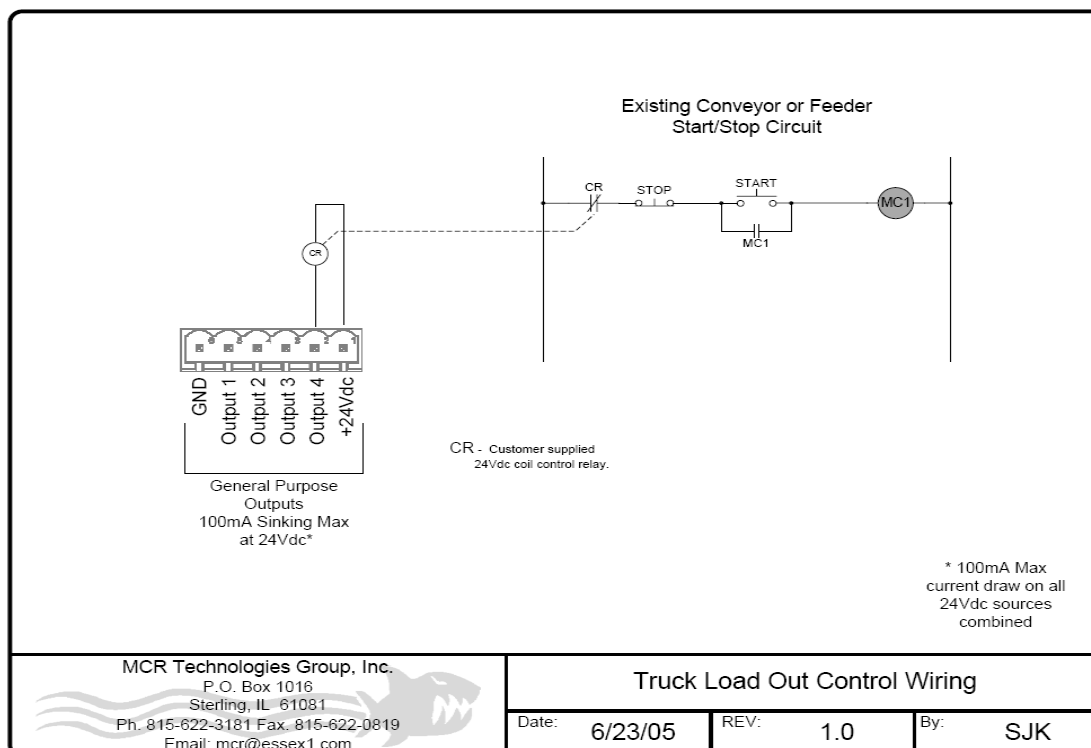 Existing Conveyor or Feeder
Start/Stop Circuit
CR
STOP
START
MC1
MC1
CR
6 5 4 3 2 1
GND
Output 1
Output 2
Output 3
Output 4
+24Vdc
CR - Customer supplied
24Vdc coil control relay.
General Purpose
Outputs
100mA Sinking Max
at 24Vdc*
* 100mA Max
current draw on all
24Vdc sources
combined
MCR Technologies Group, Inc.
P.O. Box 1016
Sterling, IL 61081
Ph. 815-622-3181 Fax. 815-622-0819
Email: mcr@essex1.com
Truck Load Out Control Wiring
Date: 6/23/05 REV: 1.0 By: SJK